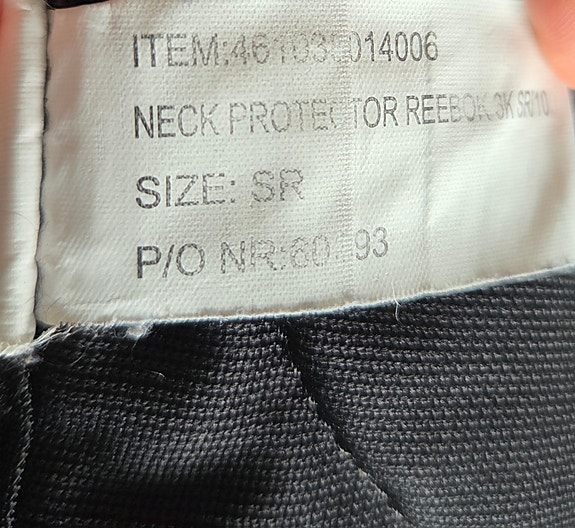 NECK PROTECTOR REEBOK 3K SR/10
SIZE: SR
P/O NR:
ITEM: